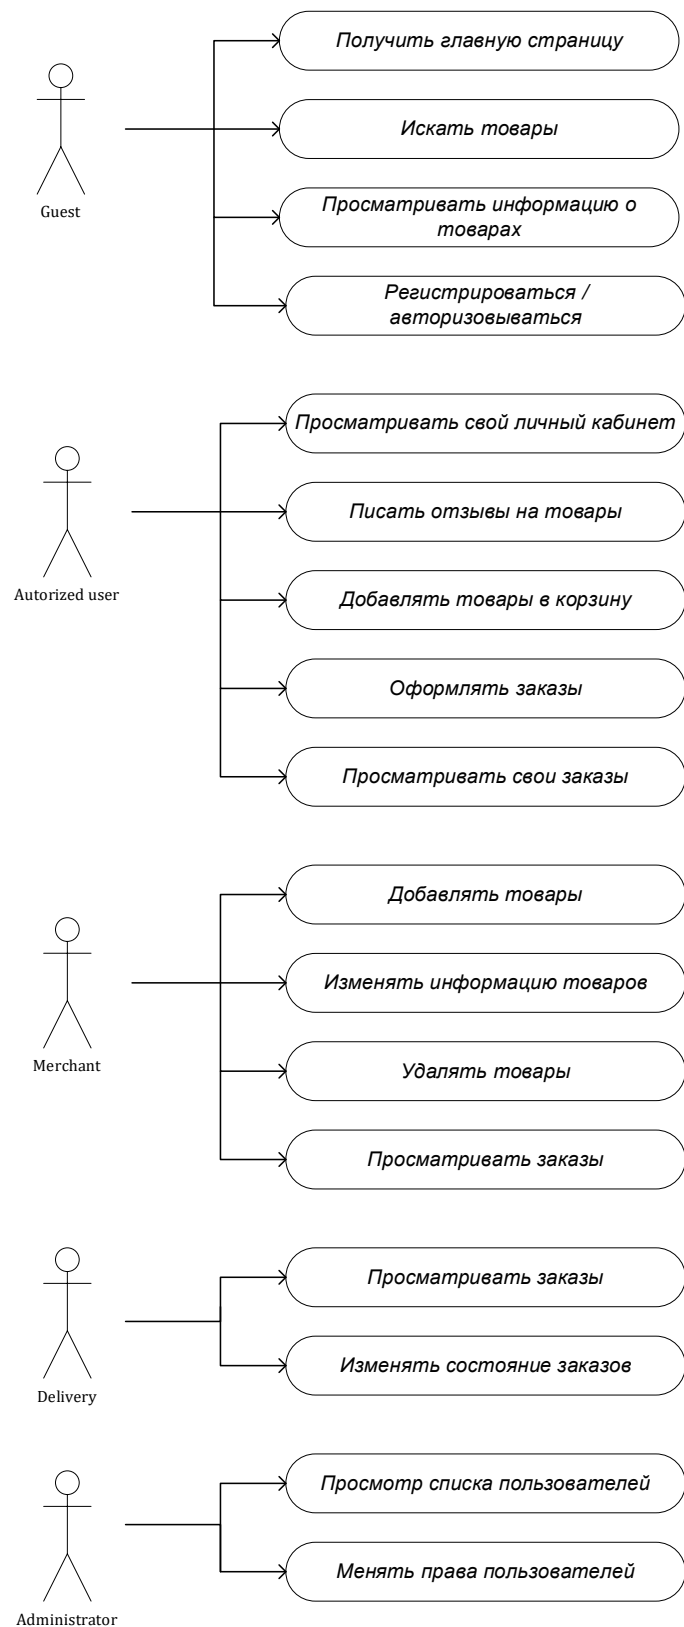 Получить главную страницу
Искать товары
Guest
Просматривать информацию о
товарах
Регистрироваться /
авторизовываться
Просматривать свой личный кабинет
Писать отзывы на товары
Autorized user
Добавлять товары в корзину
Оформлять заказы
Просматривать свои заказы
Добавлять товары
Изменять информацию товаров
Merchant
Удалять товары
Просматривать заказы
Просматривать заказы
Изменять состояние заказов
Delivery
Просмотр списка пользователей
Менять права пользователей
Administrator